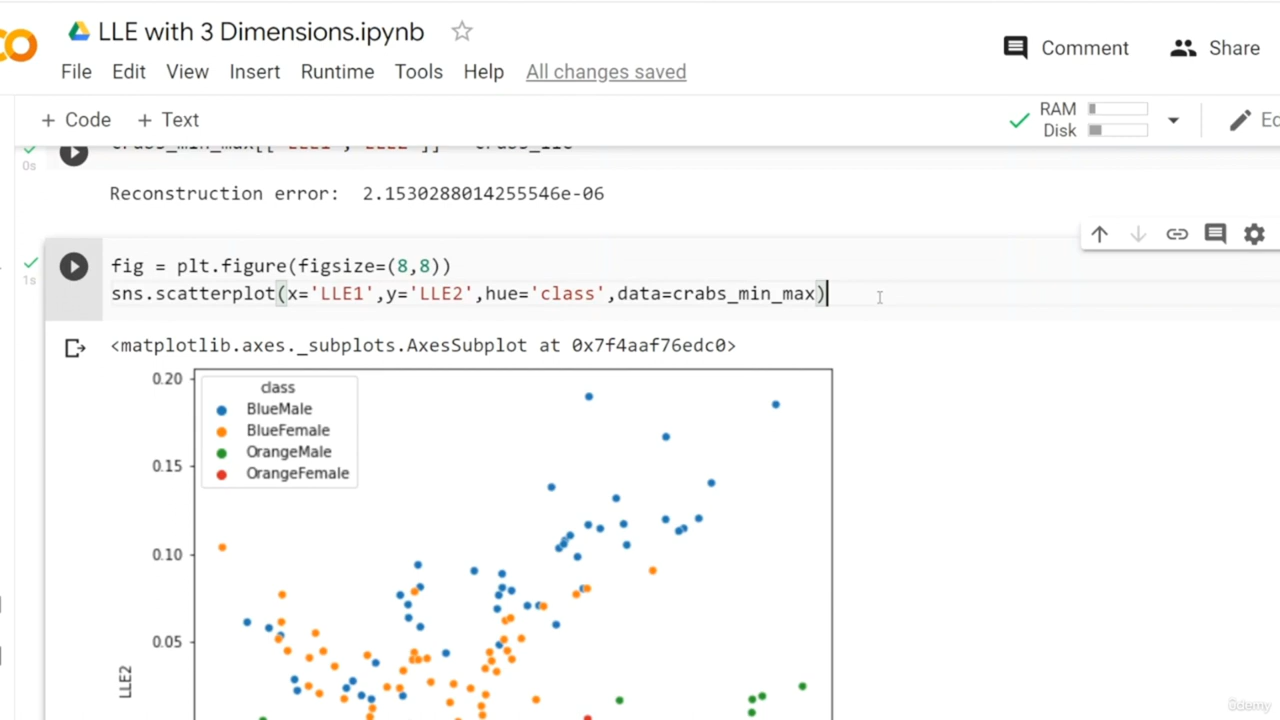 LLE with 3 Dimensions.ipynb
Comment
Share
File Edit View Insert Runtime Tools Help All changes saved
+ Code + Text
RAM
Disk
0s
Reconstruction error: 2.1530288014255546e-06
1s
fig = plt.figure(figsize=(8,8))
sns.scatterplot(x='LLE1',y='LLE2',hue='class',data=crabs_min_max)
<matplotlib.axes._subplots.AxesSubplot at 0x7f4aaf76edc0>
class
BlueMale
BlueFemale
OrangeMale
OrangeFemale
0.20
0.15
0.10
0.05
LLE2
ûdemy